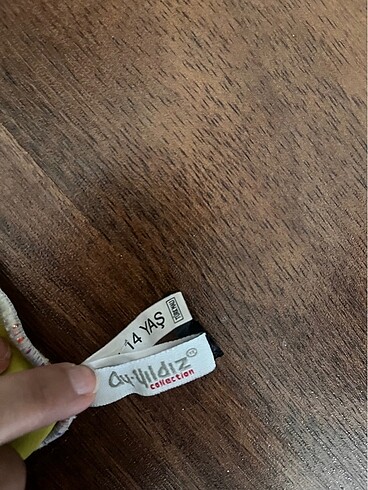 14 YAŞ
ay-yıldız
collection